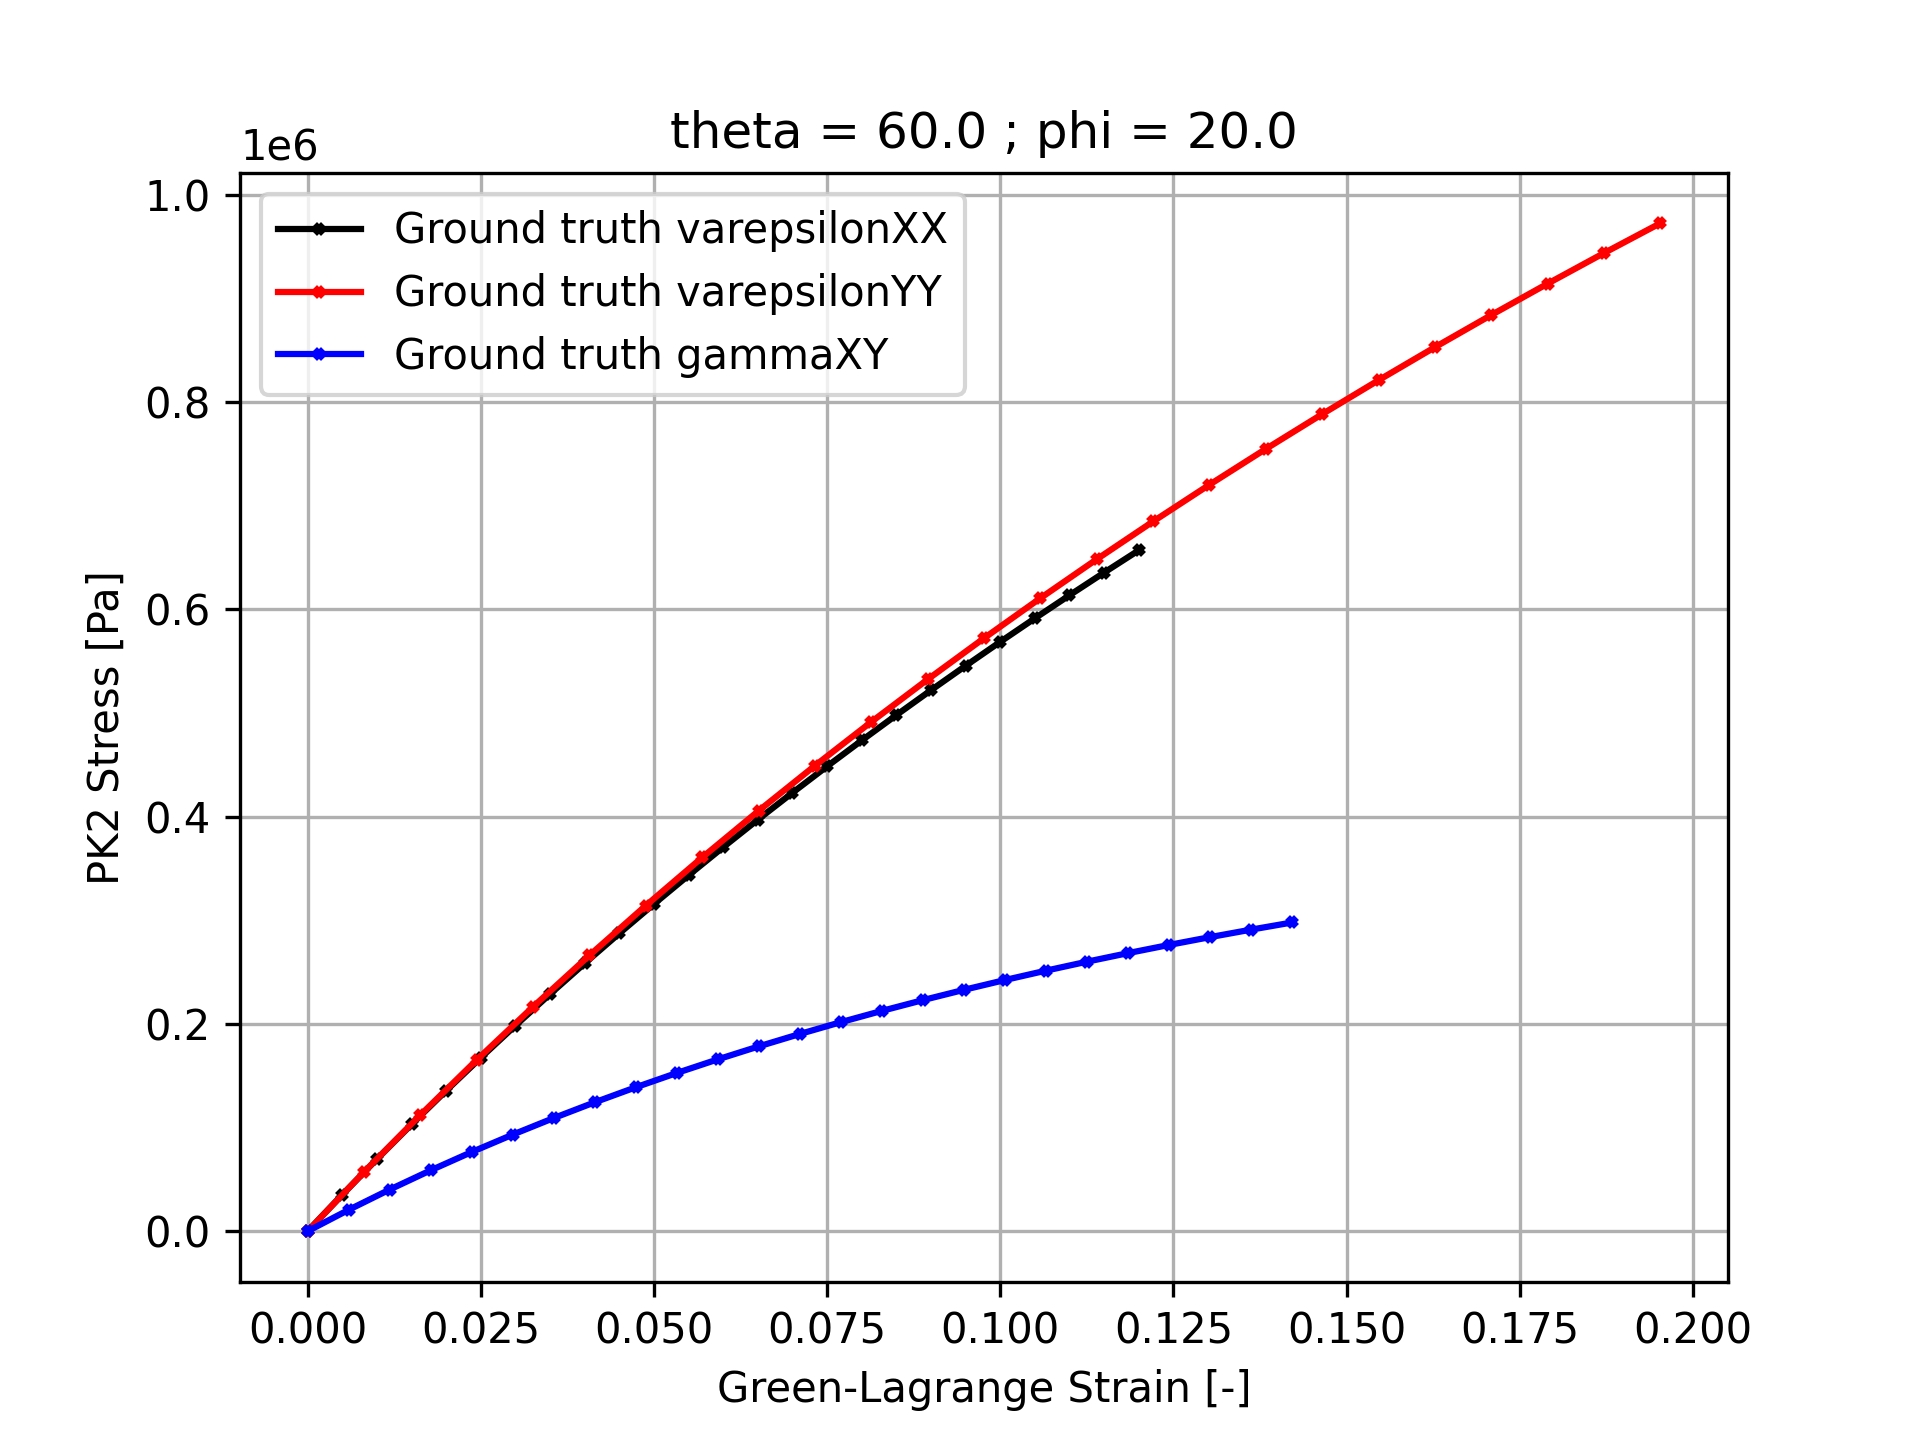 theta = 60.0 ; phi = 20.0
1e6
Ground truth varepsilonXX
Ground truth varepsilonYY
Ground truth gammaXY
1.0
0.8
0.6
0.4
0.2
0.0
PK2 Stress [Pa]
0.000 0.025 0.050 0.075 0.100 0.125 0.150 0.175 0.200
Green-Lagrange Strain [-]